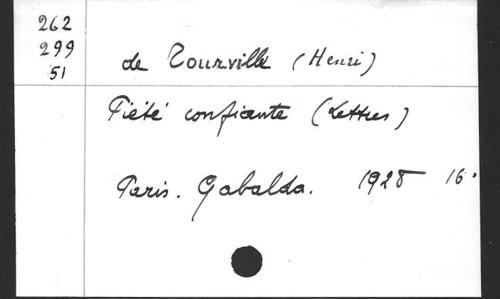 262
299
51
de Tourville (Henri)
Piété confiante (Lettres)
Paris. Gabalda. 1928 16°